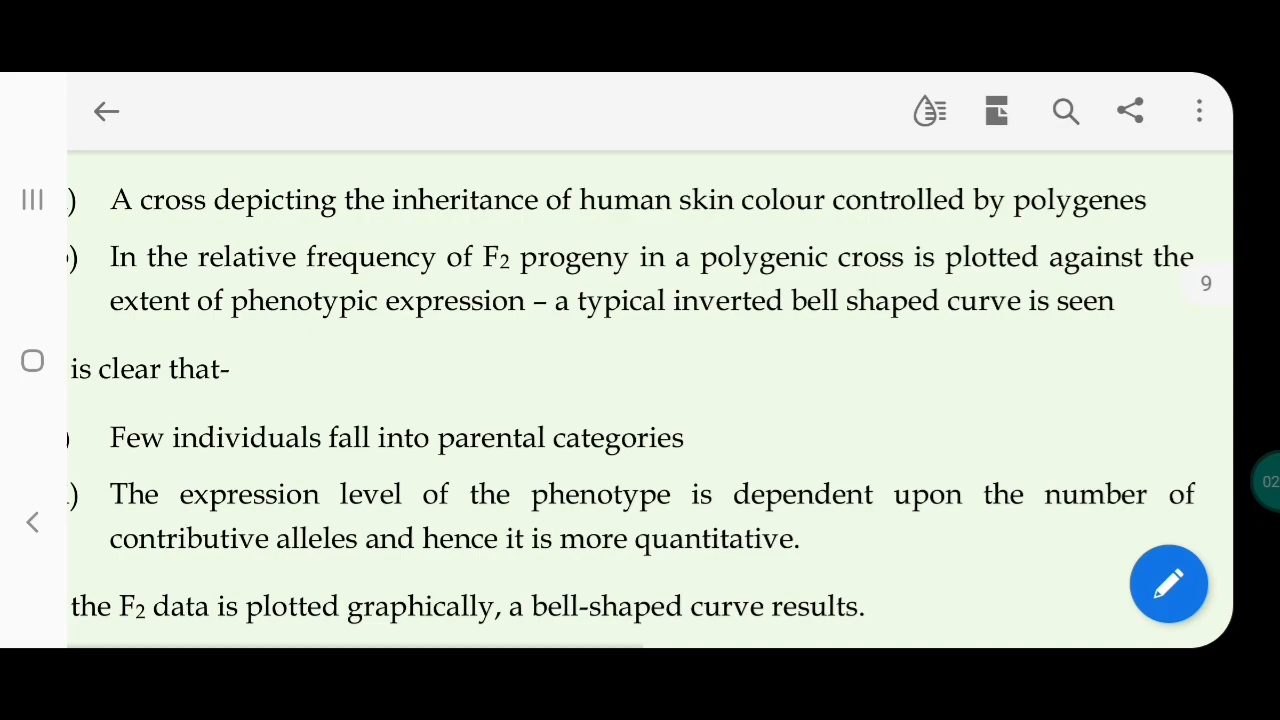 ) A cross depicting the inheritance of human skin colour controlled by polygenes
) In the relative frequency of F2 progeny in a polygenic cross is plotted against the
9
extent of phenotypic expression – a typical inverted bell shaped curve is seen
is clear that-
) Few individuals fall into parental categories
) The expression level of the phenotype is dependent upon the number of
02
contributive alleles and hence it is more quantitative.
the F2 data is plotted graphically, a bell-shaped curve results.